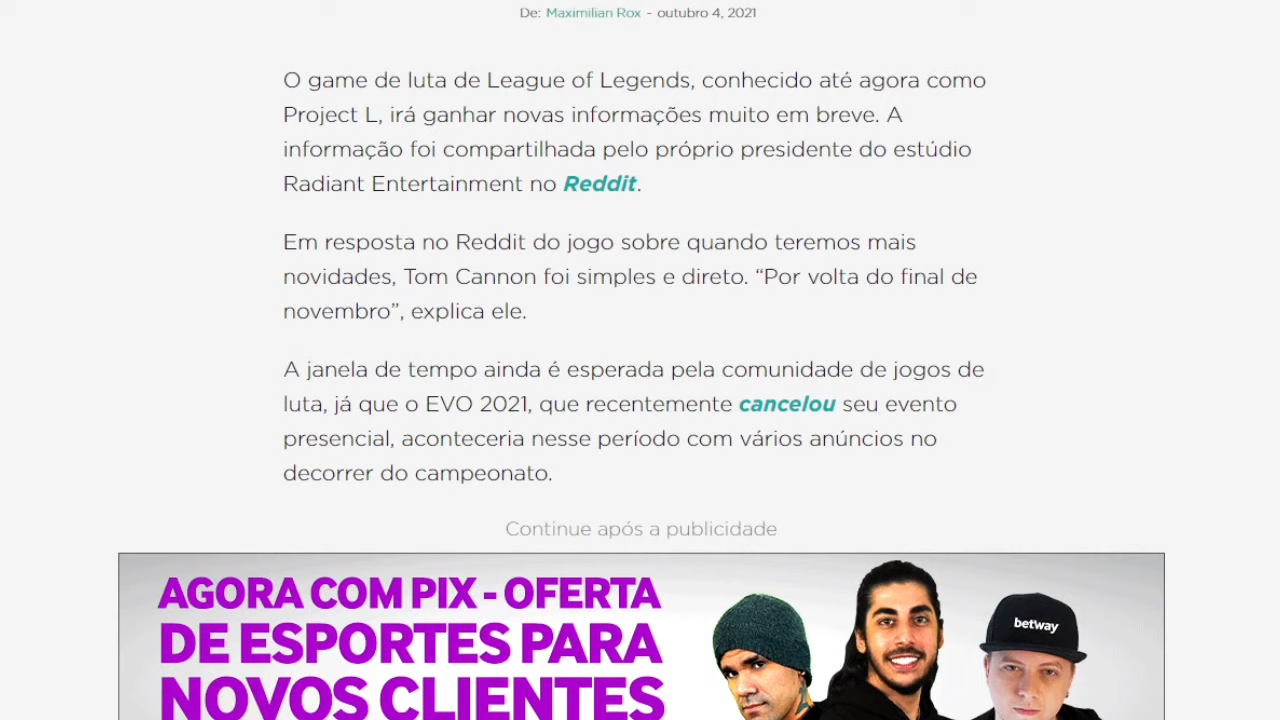 De: Maximilian Rox - outubro 4, 2021
O game de luta de League of Legends, conhecido até agora como
Project L, irá ganhar novas informações muito em breve. A
informação foi compartilhada pelo próprio presidente do estúdio
Radiant Entertainment no Reddit.
Em resposta no Reddit do jogo sobre quando teremos mais
novidades, Tom Cannon foi simples e direto. “Por volta do final de
novembro”, explica ele.
A janela de tempo ainda é esperada pela comunidade de jogos de
luta, já que o EVO 2021, que recentemente cancelou seu evento
presencial, aconteceria nesse período com vários anúncios no
decorrer do campeonato.
Continue após a publicidade
AGORA COM PIX - OFERTA
DE ESPORTES PARA
NOVOS CLIENTES
betway